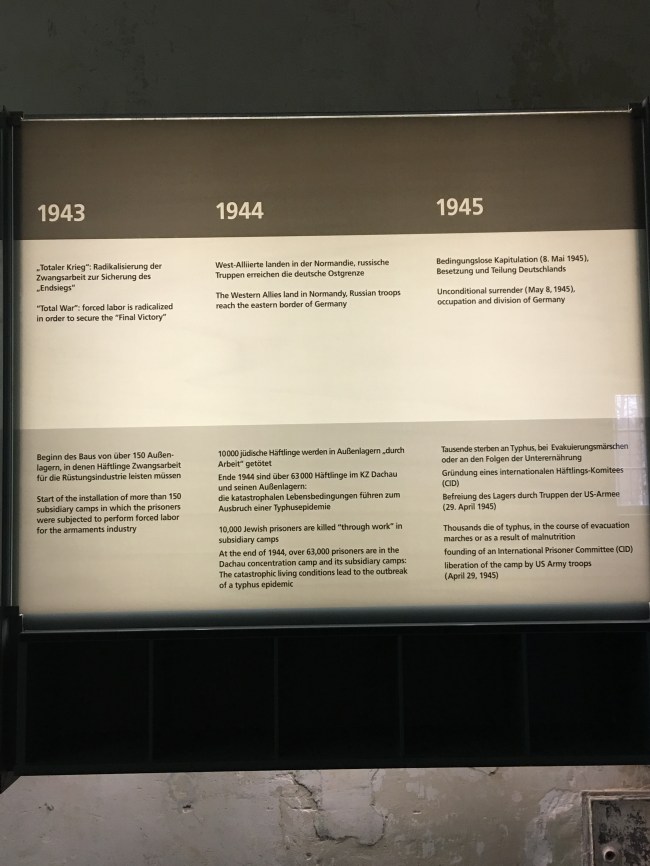 1943
„Totaler Krieg“: Radikalisierung der
Zwangsarbeit zur Sicherung des
„Endsiegs“
"Total War": forced labor is radicalized
in order to secure the "Final Victory"
Beginn des Baus von über 150 Außen-
lagern, in denen Häftlinge Zwangsarbeit
für die Rüstungsindustrie leisten müssen
Start of the installation of more than 150
subsidiary camps in which the prisoners
were subjected to perform forced labor
for the armaments industry
1944
West-Alliierte landen in der Normandie, russische
Truppen erreichen die deutsche Ostgrenze
The Western Allies land in Normandy, Russian troops
reach the eastern border of Germany
10000 jüdische Häftlinge werden in Außenlagern „durch
Arbeit“ getötet
Ende 1944 sind über 63000 Häftlinge im KZ Dachau
und seinen Außenlagern:
die katastrophalen Lebensbedingungen führen zum
Ausbruch einer Typhusepidemie
10,000 Jewish prisoners are killed "through work" in
subsidiary camps
At the end of 1944, over 63,000 prisoners are in the
Dachau concentration camp and its subsidiary camps:
The catastrophic living conditions lead to the outbreak
of a typhus epidemic
1945
Bedingungslose Kapitulation (8. Mai 1945),
Besetzung und Teilung Deutschlands
Unconditional surrender (May 8, 1945),
occupation and division of Germany
Tausende sterben an Typhus, bei Evakuierungsmärschen
oder an den Folgen der Unterernährung
Gründung eines internationalen Häftlings-Komitees
(CID)
Befreiung des Lagers durch Truppen der US-Armee
(29. April 1945)
Thousands die of typhus, in the course of evacuation
marches or as a result of malnutrition
founding of an International Prisoner Committee (CID)
liberation of the camp by US Army troops
(April 29, 1945)